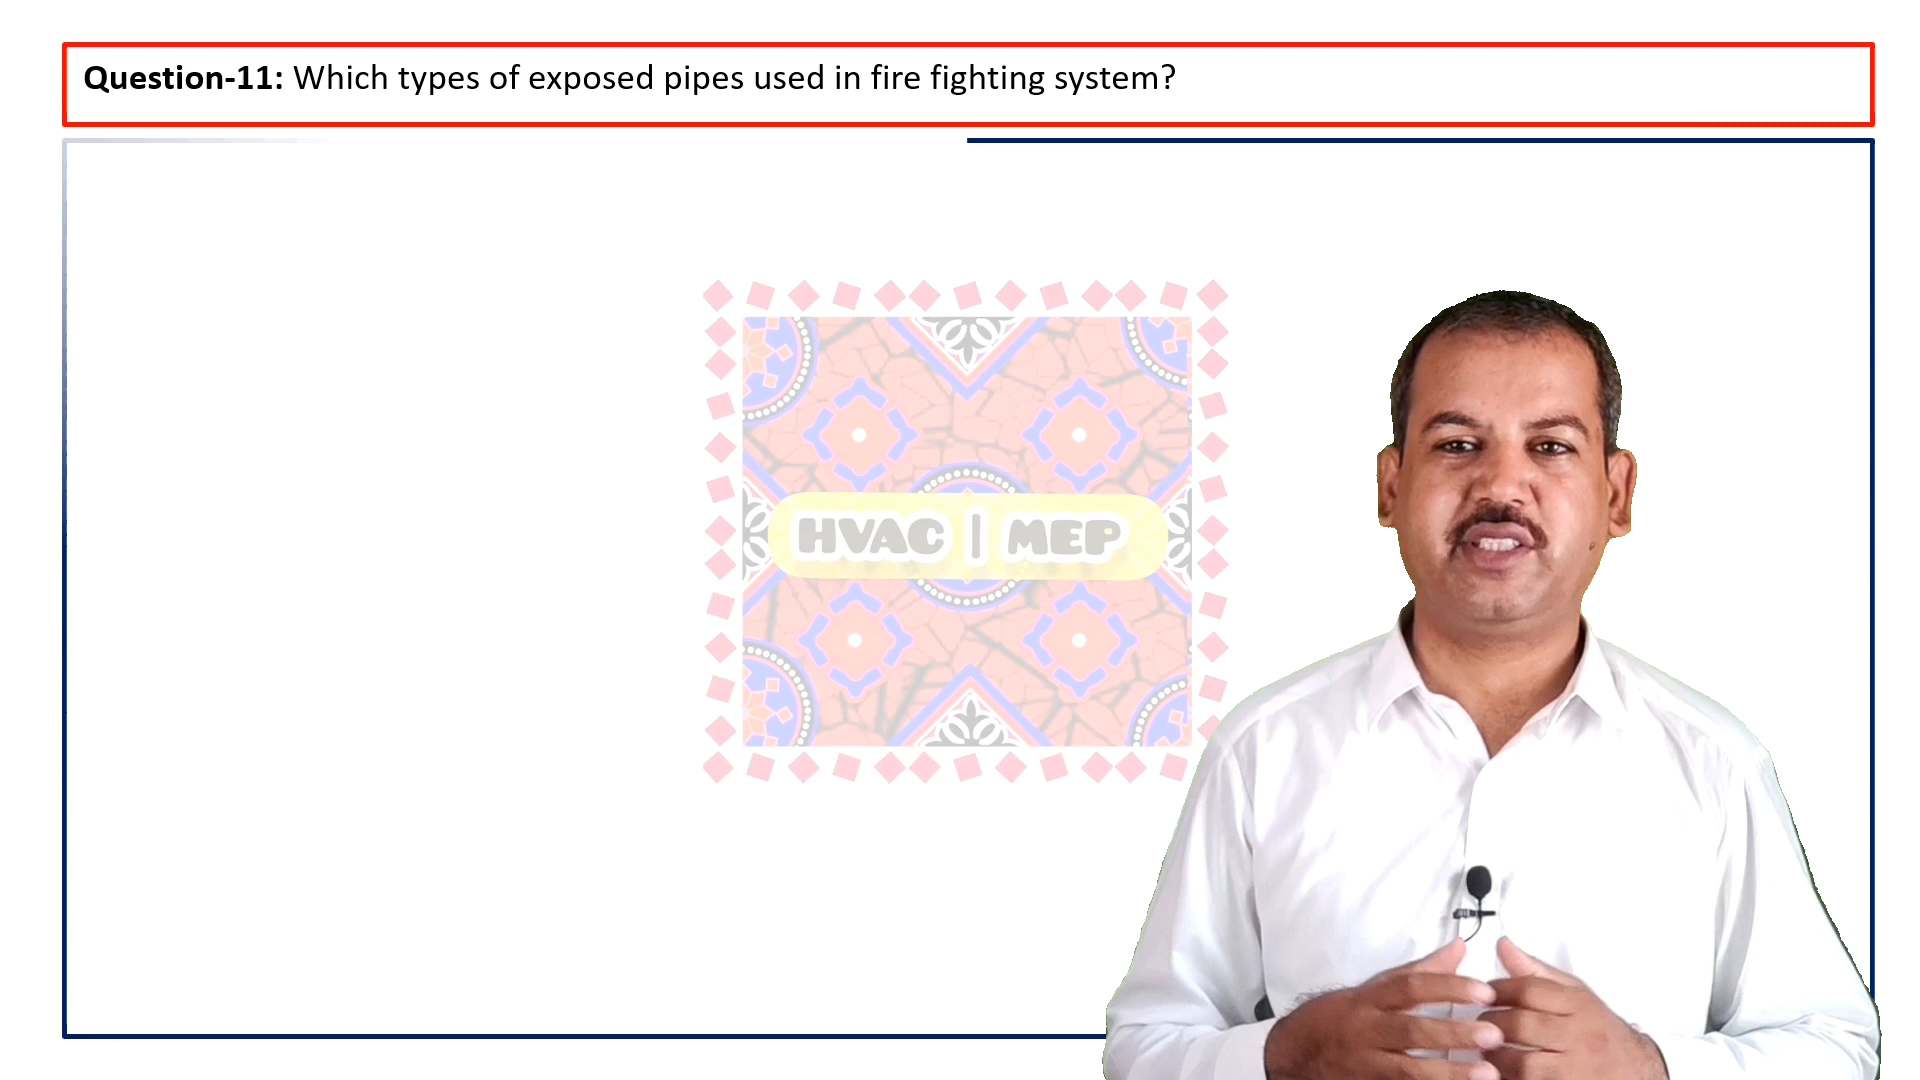 Question-11: Which types of exposed pipes used in fire fighting system?
HVAC | MEP